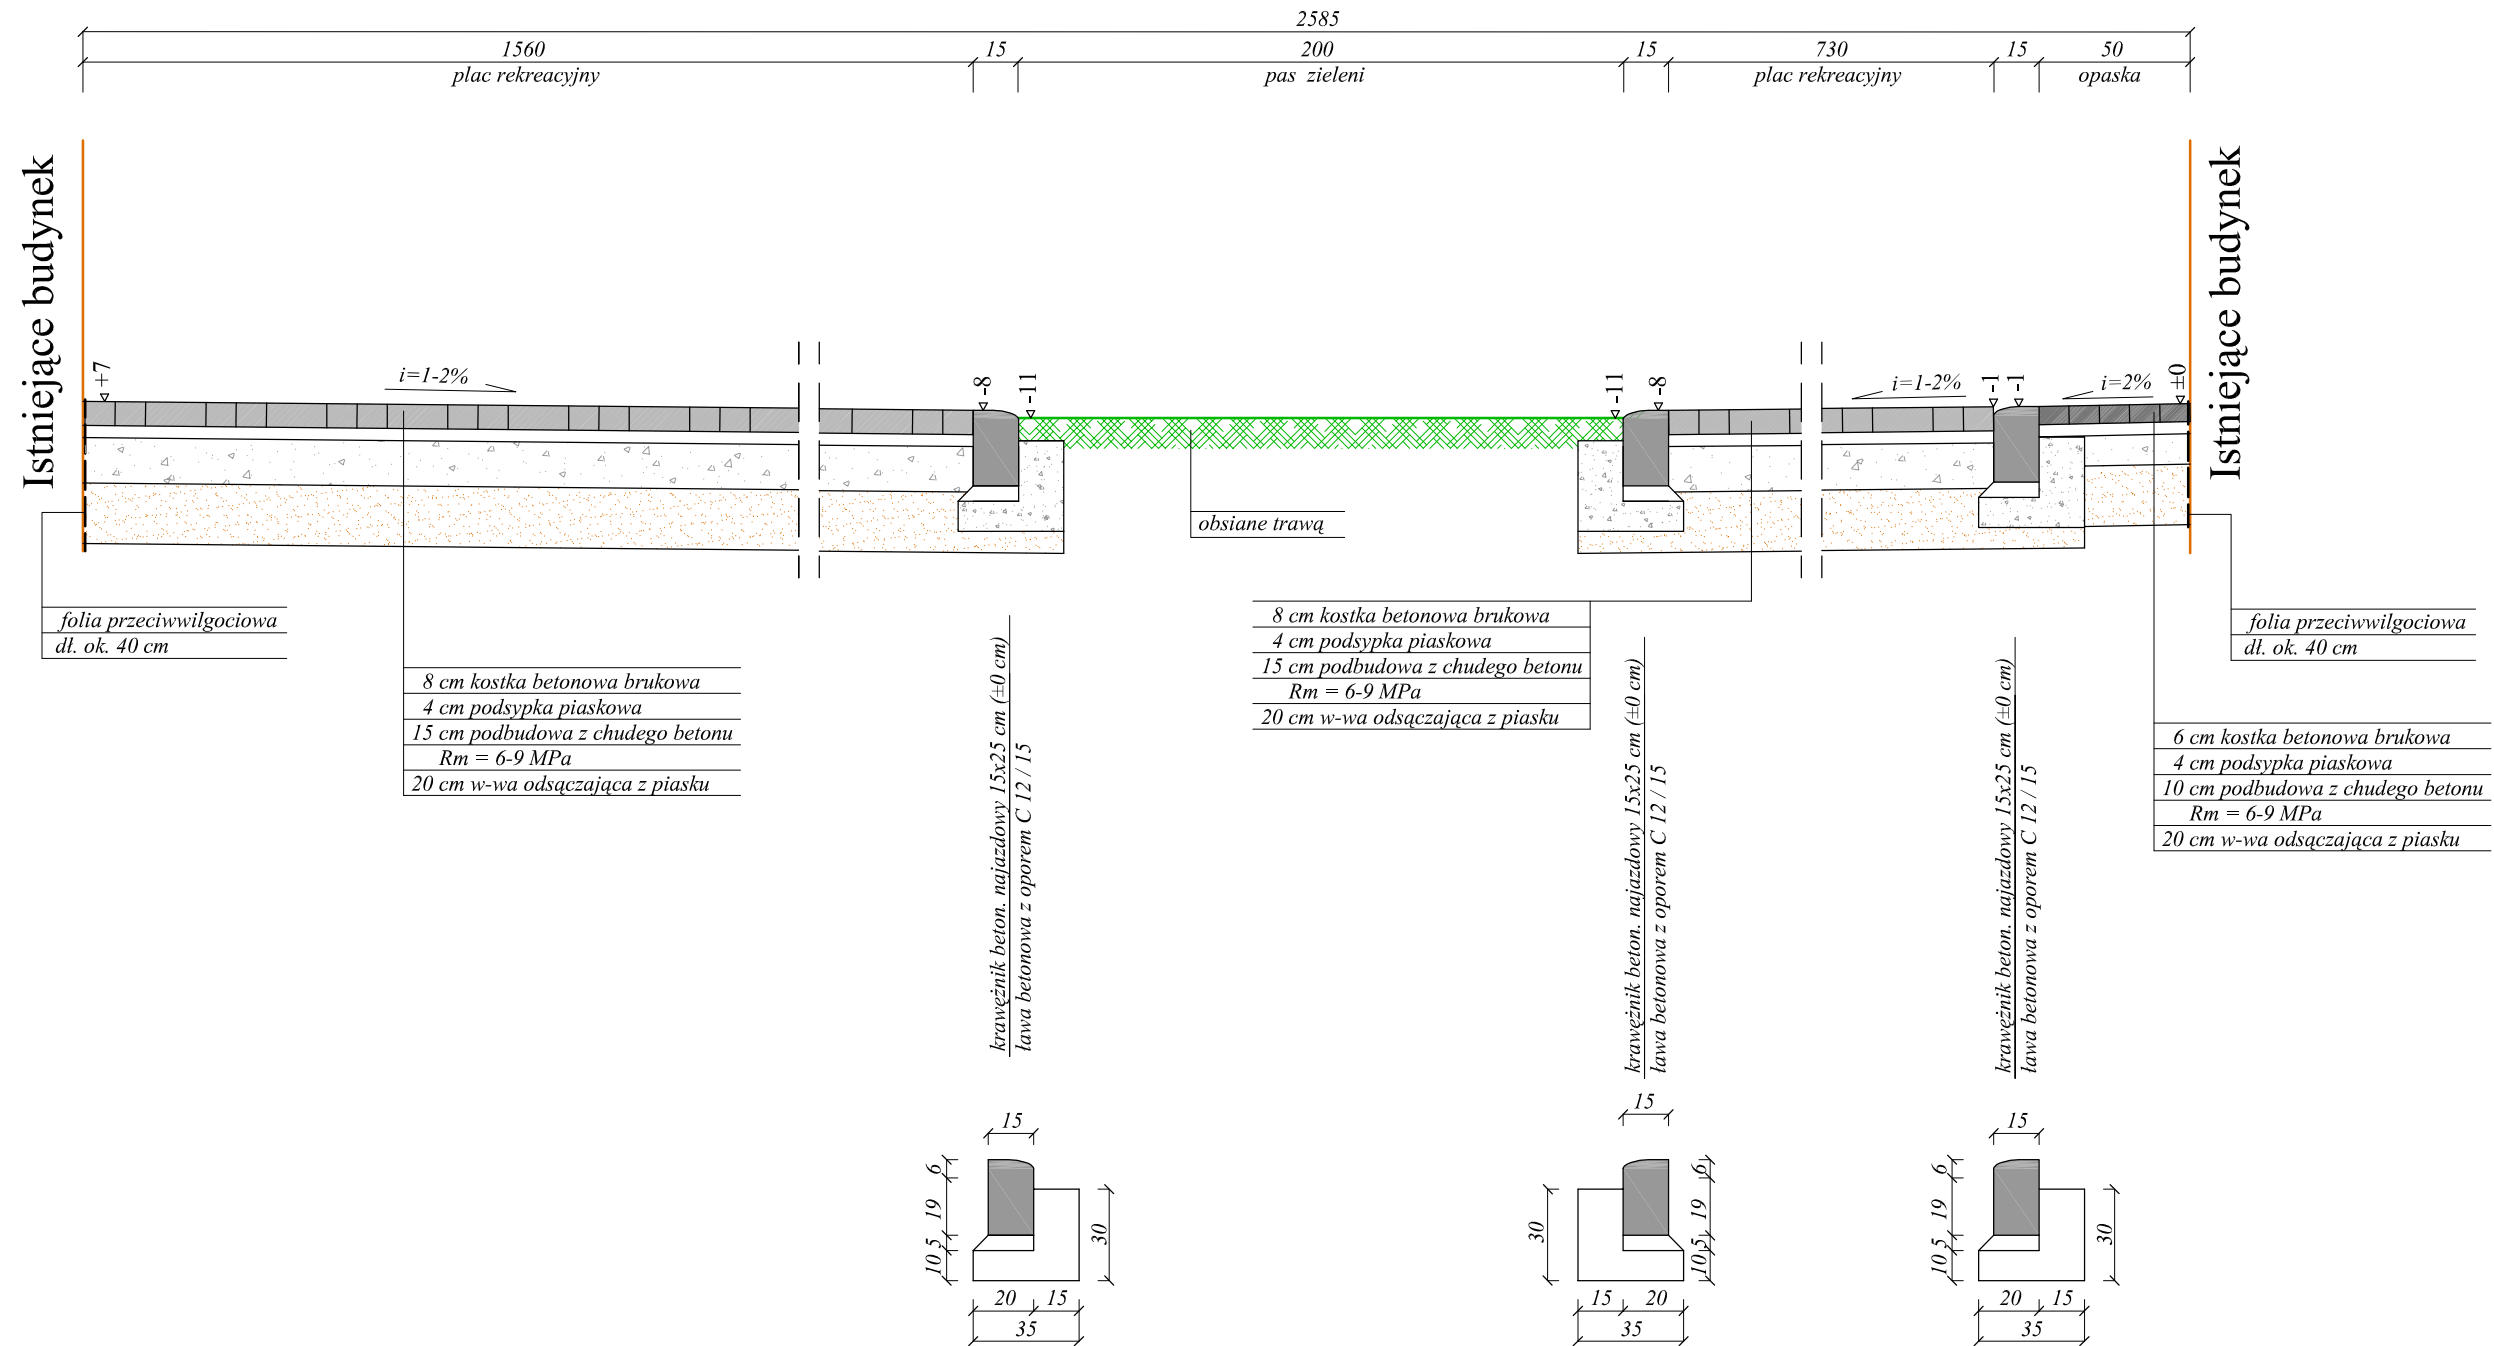 2585
1560 15 200 15 730 15 50
plac rekreacyjny pas zieleni plac rekreacyjny opaska
Istniejące budynek
Istniejące budynek
+7
i=1-2%
-8
-11
-11
-8
i=1-2%
-1
-1
i=2%
±0
obsiane trawą
folia przeciwwilgociowa
dł. ok. 40 cm
8 cm kostka betonowa brukowa
4 cm podsypka piaskowa
15 cm podbudowa z chudego betonu
Rm = 6-9 MPa
20 cm w-wa odsączająca z piasku
krawężnik beton. najazdowy 15x25 cm (±0 cm)
ława betonowa z oporem C 12 / 15
8 cm kostka betonowa brukowa
4 cm podsypka piaskowa
15 cm podbudowa z chudego betonu
Rm = 6-9 MPa
20 cm w-wa odsączająca z piasku
krawężnik beton. najazdowy 15x25 cm (±0 cm)
ława betonowa z oporem C 12 / 15
krawężnik beton. najazdowy 15x25 cm (±0 cm)
ława betonowa z oporem C 12 / 15
folia przeciwwilgociowa
dł. ok. 40 cm
6 cm kostka betonowa brukowa
4 cm podsypka piaskowa
10 cm podbudowa z chudego betonu
Rm = 6-9 MPa
20 cm w-wa odsączająca z piasku
15
6
19
5
10
30
20 15
35
15
6
19
5
10
30
15 20
35
15
6
19
5
10
30
20 15
35